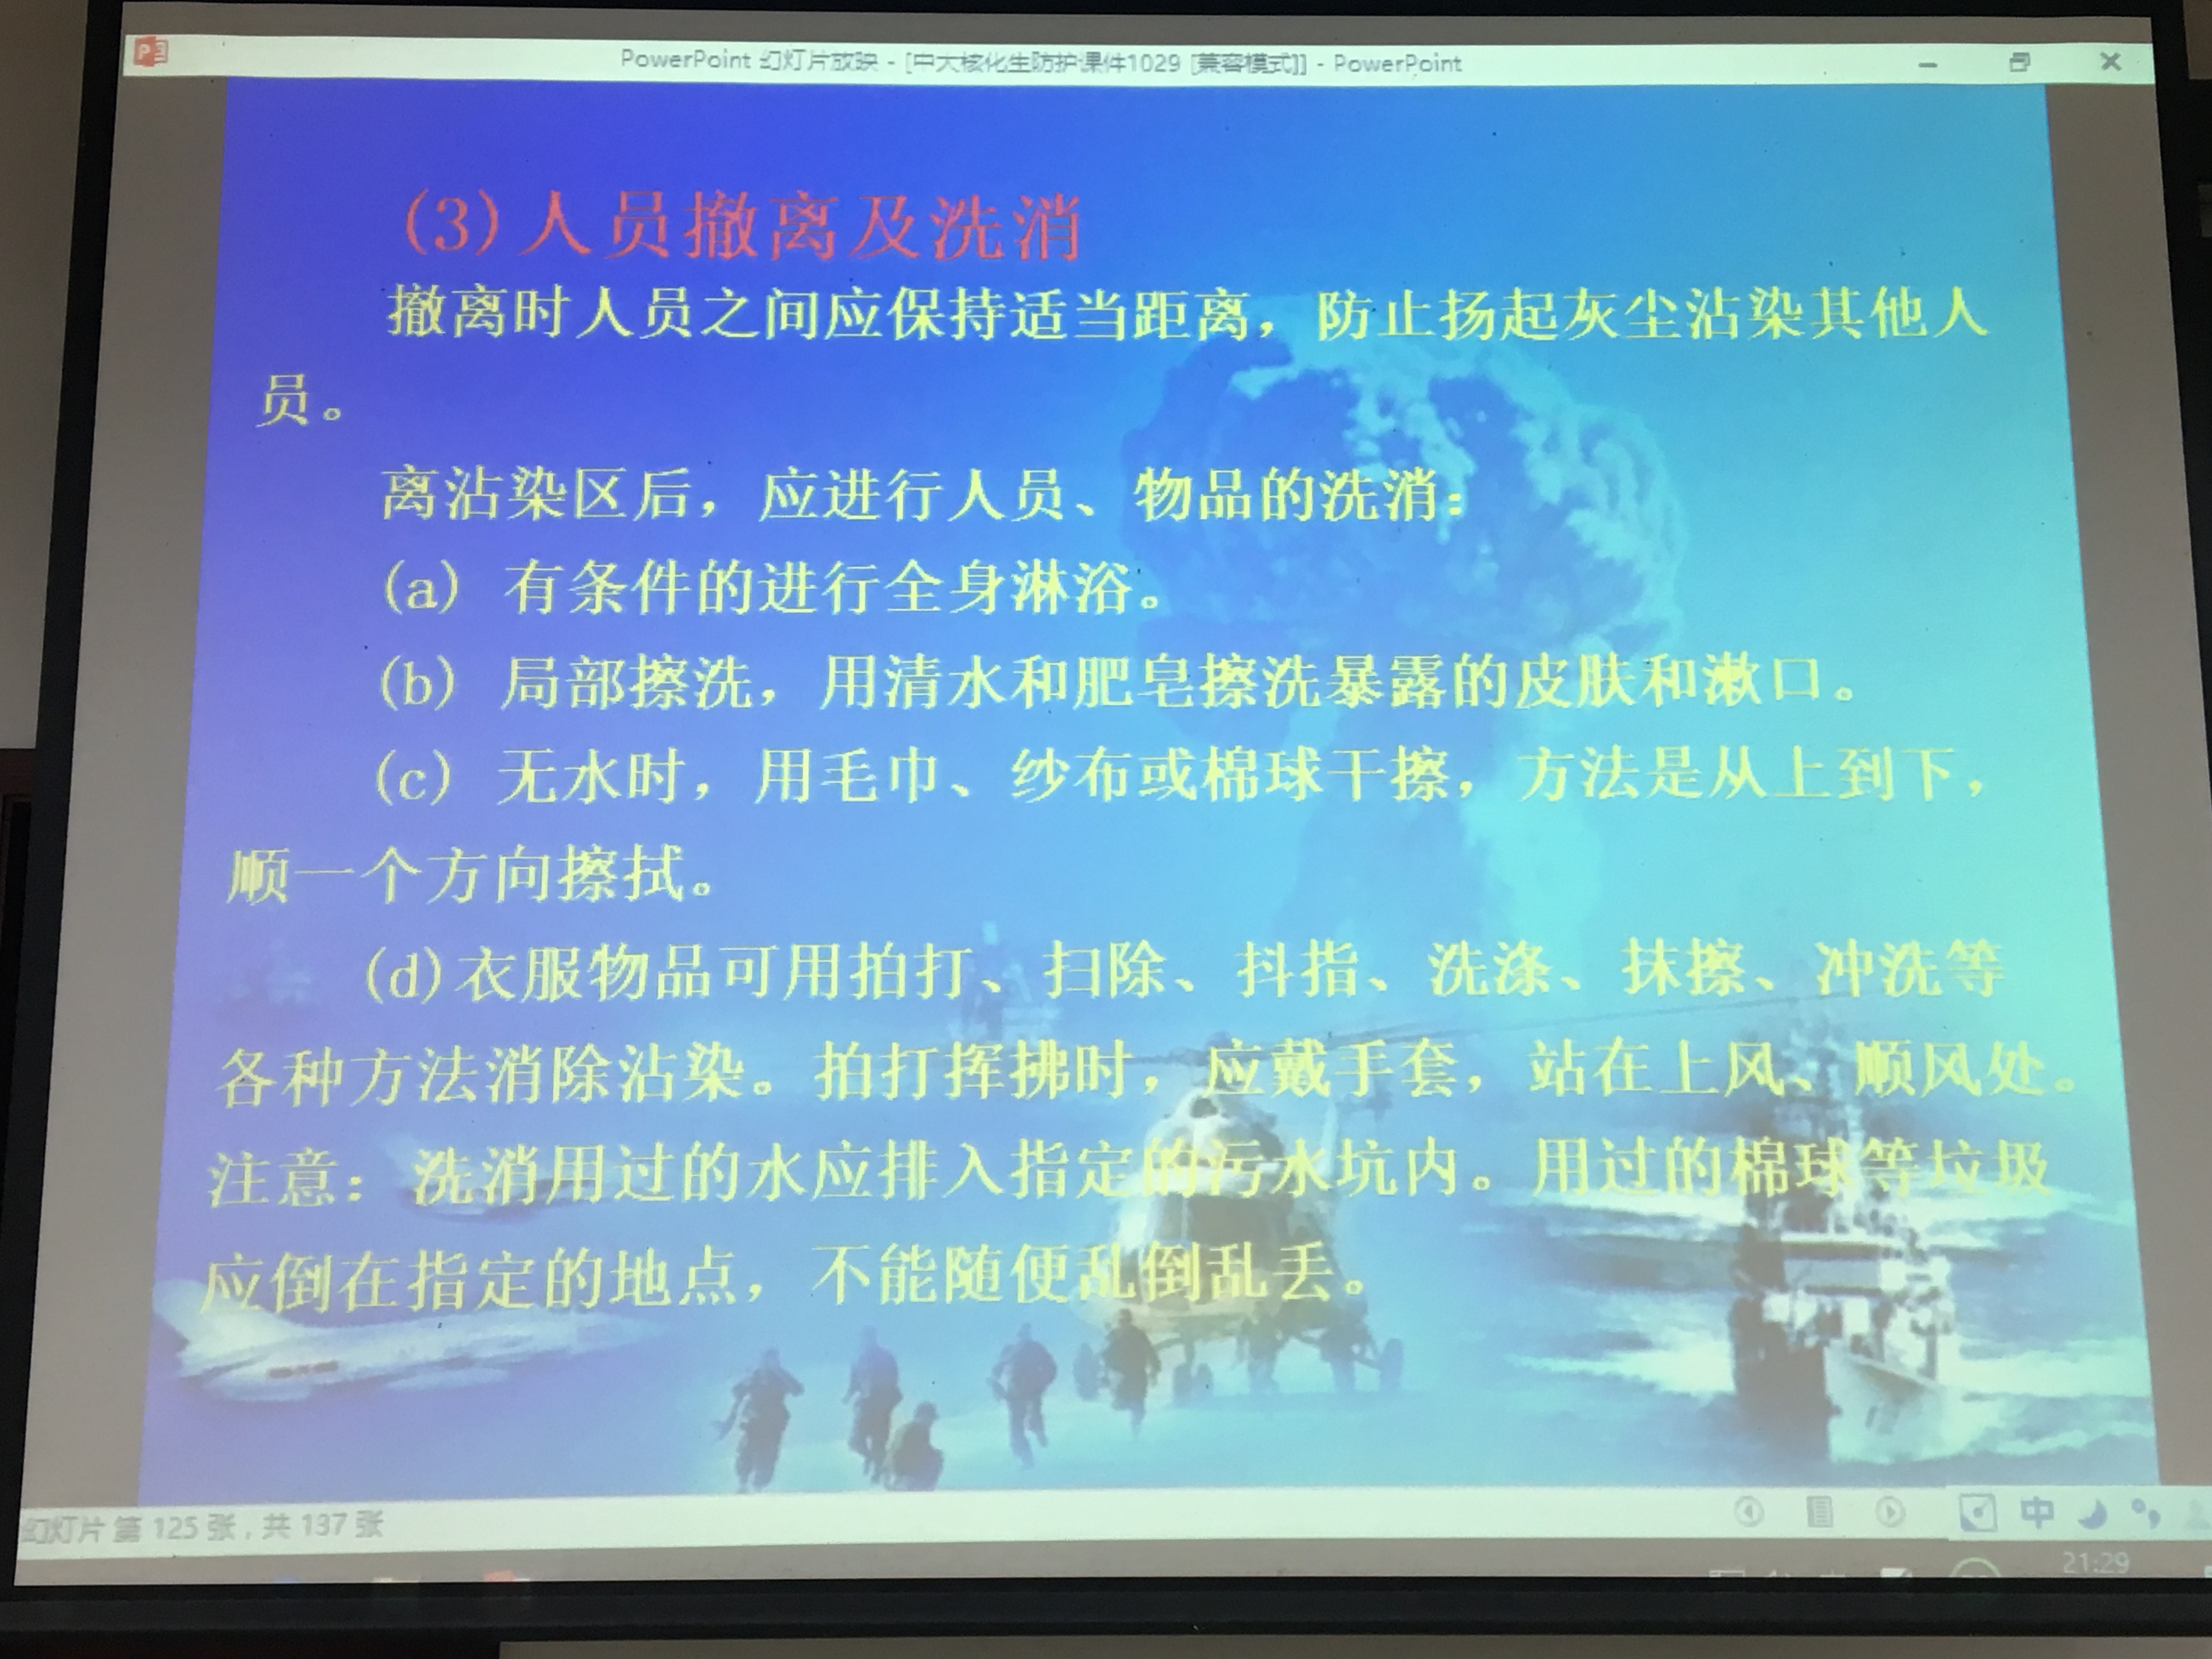 PowerPoint 幻灯片放映 - [中大核化生防护课件1029 [兼容模式]] - PowerPoint
(3)人员撤离及洗消
撤离时人员之间应保持适当距离，防止扬起灰尘沾染其他人
员。
离沾染区后，应进行人员、物品的洗消：
(a) 有条件的进行全身淋浴。
(b) 局部擦洗，用清水和肥皂擦洗暴露的皮肤和漱口。
(c) 无水时，用毛巾、纱布或棉球干擦，方法是从上到下，
顺一个方向擦拭。
(d)衣服物品可用拍打、扫除、抖指、洗涤、抹擦、冲洗等
各种方法消除沾染。拍打挥拂时，应戴手套，站在上风、顺风处。
注意：洗消用过的水应排入指定的污水坑内。用过的棉球等垃圾
应倒在指定的地点，不能随便乱倒乱丢。
幻灯片 第 125 张，共 137 张
中
21:29